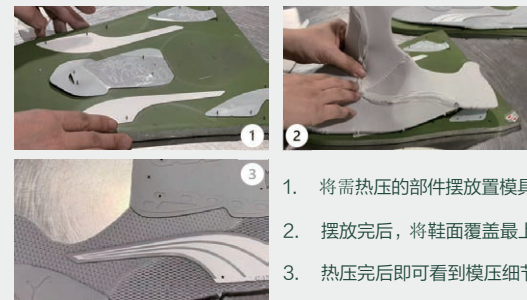 1
2
3
1. 将需热压的部件摆放置模具
2. 摆放完后，将鞋面覆盖最上
3. 热压完后即可看到模压细节